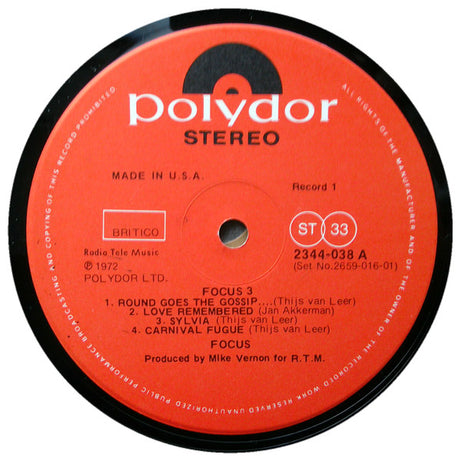 polydor
STEREO
MADE IN U.S.A.
Record 1
BRITICO
ST 33
Radio Tele Music
2344-038 A
℗ 1972
(Set No.2659-016-01)
POLYDOR LTD.
FOCUS 3
1. ROUND GOES THE GOSSIP....(Thijs van Leer)
2. LOVE REMEMBERED (Jan Akkerman)
3. SYLVIA (Thijs van Leer)
4. CARNIVAL FUGUE (Thijs van Leer)
FOCUS
Produced by Mike Vernon for R.T.M.
ALL RIGHTS OF THE MANUFACTURER AND OF THE OWNER OF THE RECORDED WORK RESERVED UNAUTHORIZED PUBLIC PERFORMANCE BROADCASTING AND COPYING OF THIS RECORD PROHIBITED